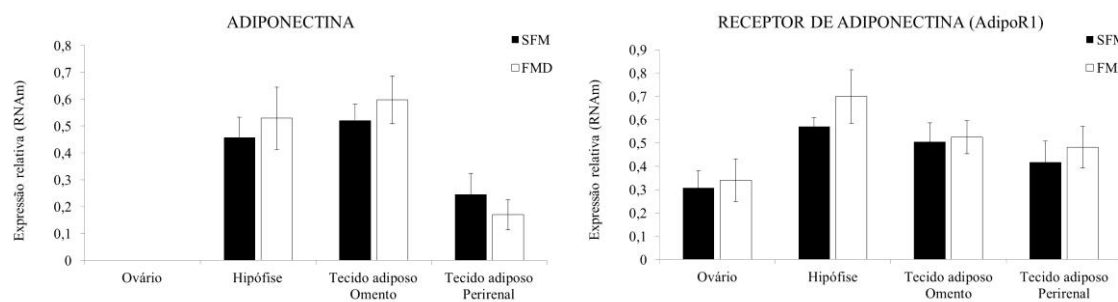 ADIPONECTINA
SFM
FMD
Expressão relativa (RNAm)
0,8
0,7
0,6
0,5
0,4
0,3
0,2
0,1
0
Ovário
Hipófise
Tecido adiposo
Omento
Tecido adiposo
Perirenal
RECEPTOR DE ADIPONECTINA (AdipoR1)
SFM
FM
Expressão relativa (RNAm)
0,9
0,8
0,7
0,6
0,5
0,4
0,3
0,2
0,1
0
Ovário
Hipófise
Tecido adiposo
Omento
Tecido adiposo
Perirenal